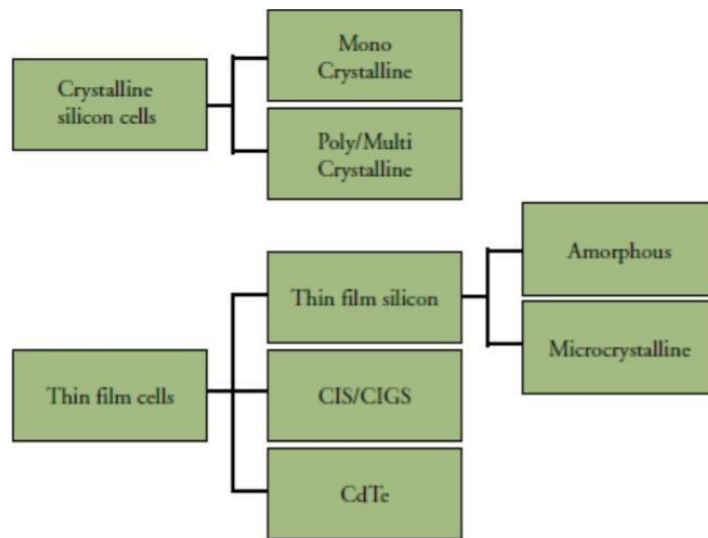 Mono
Crystalline
Crystalline
silicon cells
Poly/Multi
Crystalline
Amorphous
Thin film silicon
Microcrystalline
Thin film cells
CIS/CIGS
CdTe